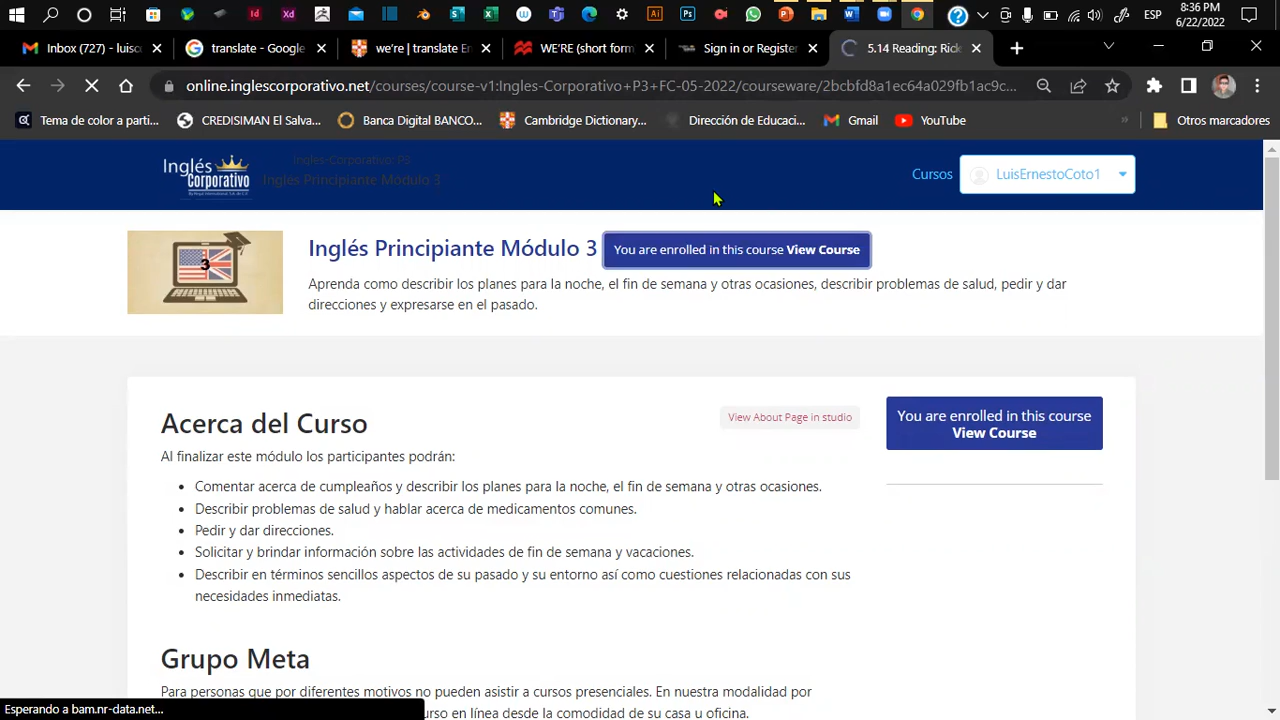 8:36 PM
ESP
6/22/2022
Inbox (727) - luisc
translate - Google
we're | translate En
WE'RE (short form
Sign in or Register
5.14 Reading: Rick
online.inglescorporativo.net/courses/course-v1:Ingles-Corporativo+P3+FC-05-2022/courseware/2bcbfd8a1ec64a029fb1ac9c...
Tema de color a parti...
CREDISIMAN El Salva...
Banca Digital BANCO...
Cambridge Dictionary...
Dirección de Educaci...
Gmail
YouTube
»
Otros marcadores
Inglés
Corporativo
Ingles-Corporativo: P3
Inglés Principiante Módulo 3
Cursos
LuisErnestoCoto1
3
Inglés Principiante Módulo 3
You are enrolled in this course View Course
Aprenda como describir los planes para la noche, el fin de semana y otras ocasiones, describir problemas de salud, pedir y dar
direcciones y expresarse en el pasado.
Acerca del Curso
View About Page in studio
You are enrolled in this course
View Course
Al finalizar este módulo los participantes podrán:
• Comentar acerca de cumpleaños y describir los planes para la noche, el fin de semana y otras ocasiones.
• Describir problemas de salud y hablar acerca de medicamentos comunes.
• Pedir y dar direcciones.
• Solicitar y brindar información sobre las actividades de fin de semana y vacaciones.
• Describir en términos sencillos aspectos de su pasado y su entorno así como cuestiones relacionadas con sus
necesidades inmediatas.
Grupo Meta
Para personas que por diferentes motivos no pueden asistir a cursos presenciales. En nuestra modalidad por
Esperando a bam.nr-data.net...
curso en línea desde la comodidad de su casa u oficina.